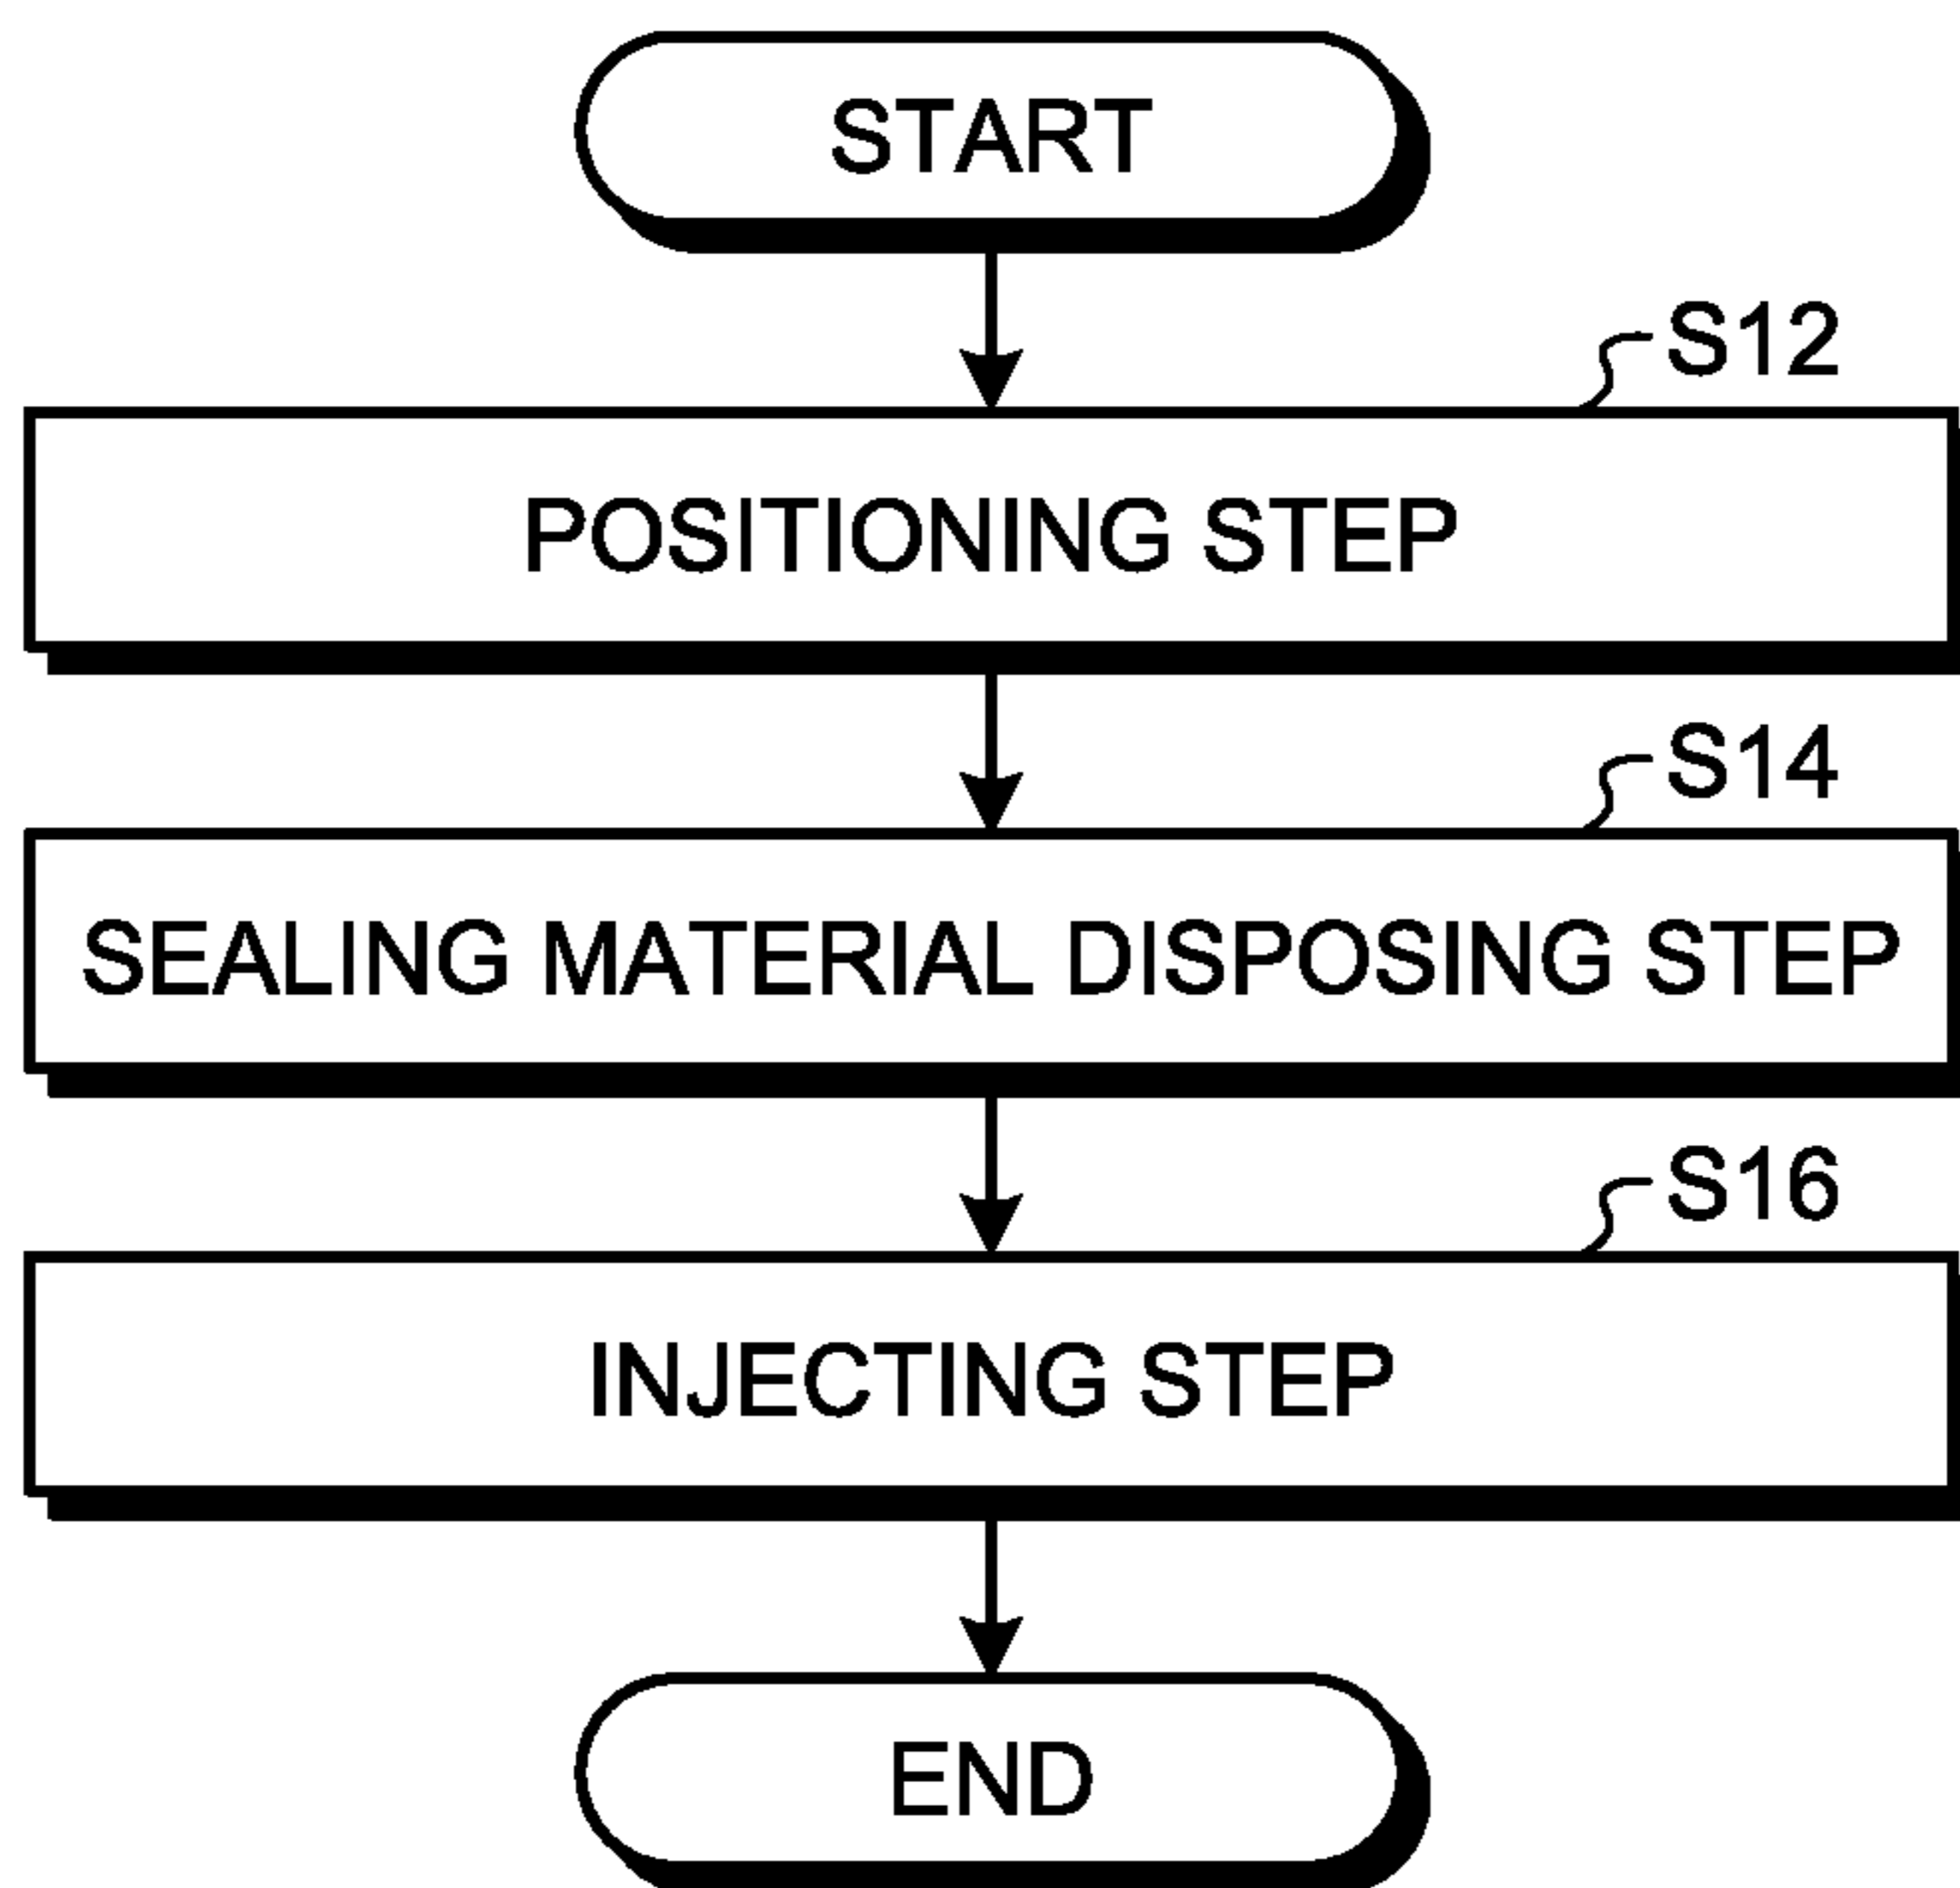 START
S12
POSITIONING STEP
S14
SEALING MATERIAL DISPOSING STEP
S16
INJECTING STEP
END